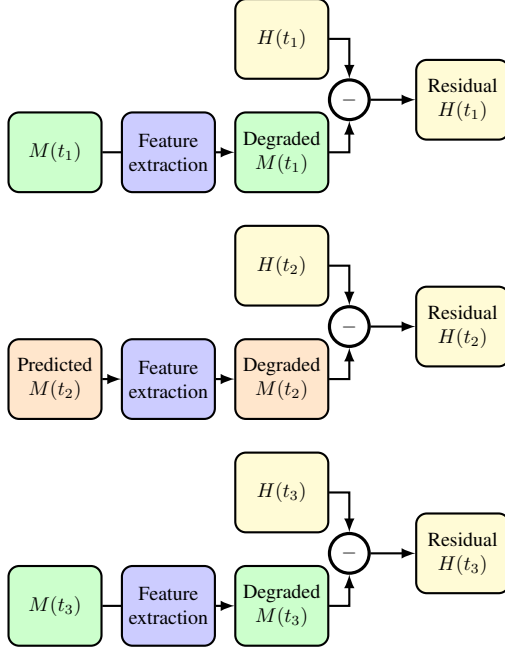 H(t₁)
−
Residual
H(t₁)
M(t₁)
Feature
extraction
Degraded
M(t₁)
H(t₂)
−
Residual
H(t₂)
Predicted
M(t₂)
Feature
extraction
Degraded
M(t₂)
H(t₃)
−
Residual
H(t₃)
M(t₃)
Feature
extraction
Degraded
M(t₃)